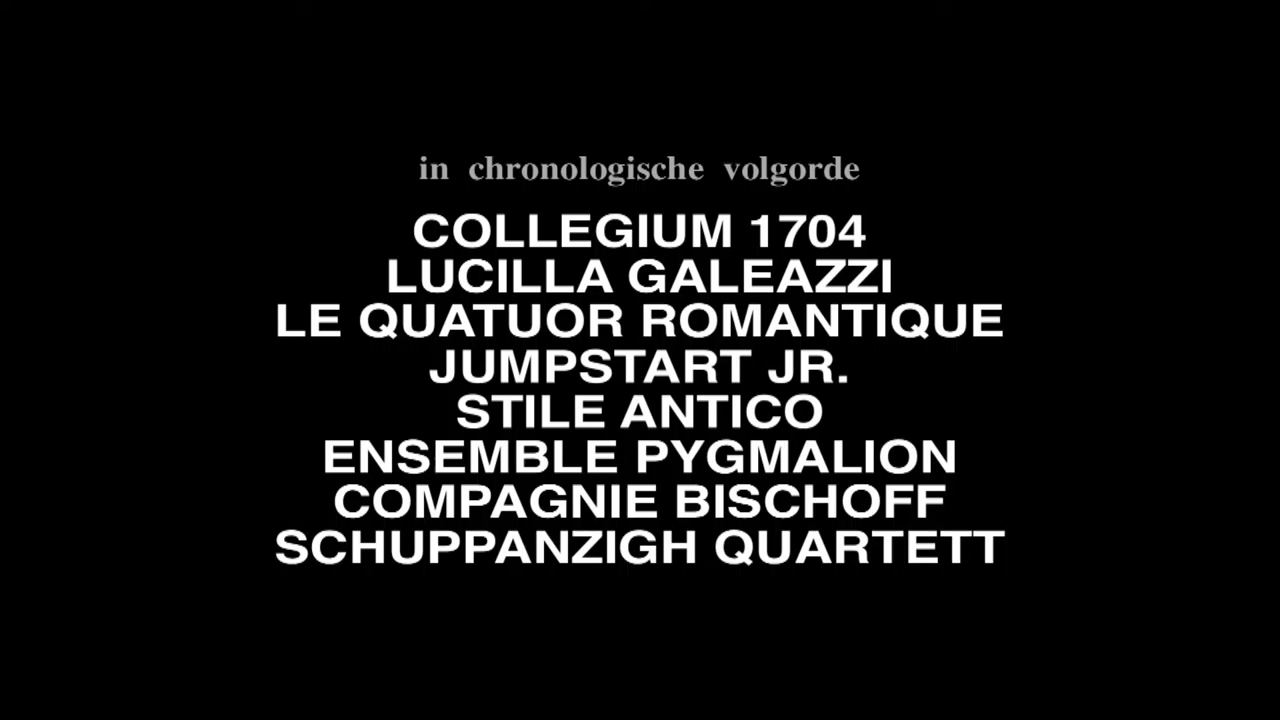 in chronologische volgorde
COLLEGIUM 1704
LUCILLA GALEAZZI
LE QUATUOR ROMANTIQUE
JUMPSTART JR.
STILE ANTICO
ENSEMBLE PYGMALION
COMPAGNIE BISCHOFF
SCHUPPANZIGH QUARTETT